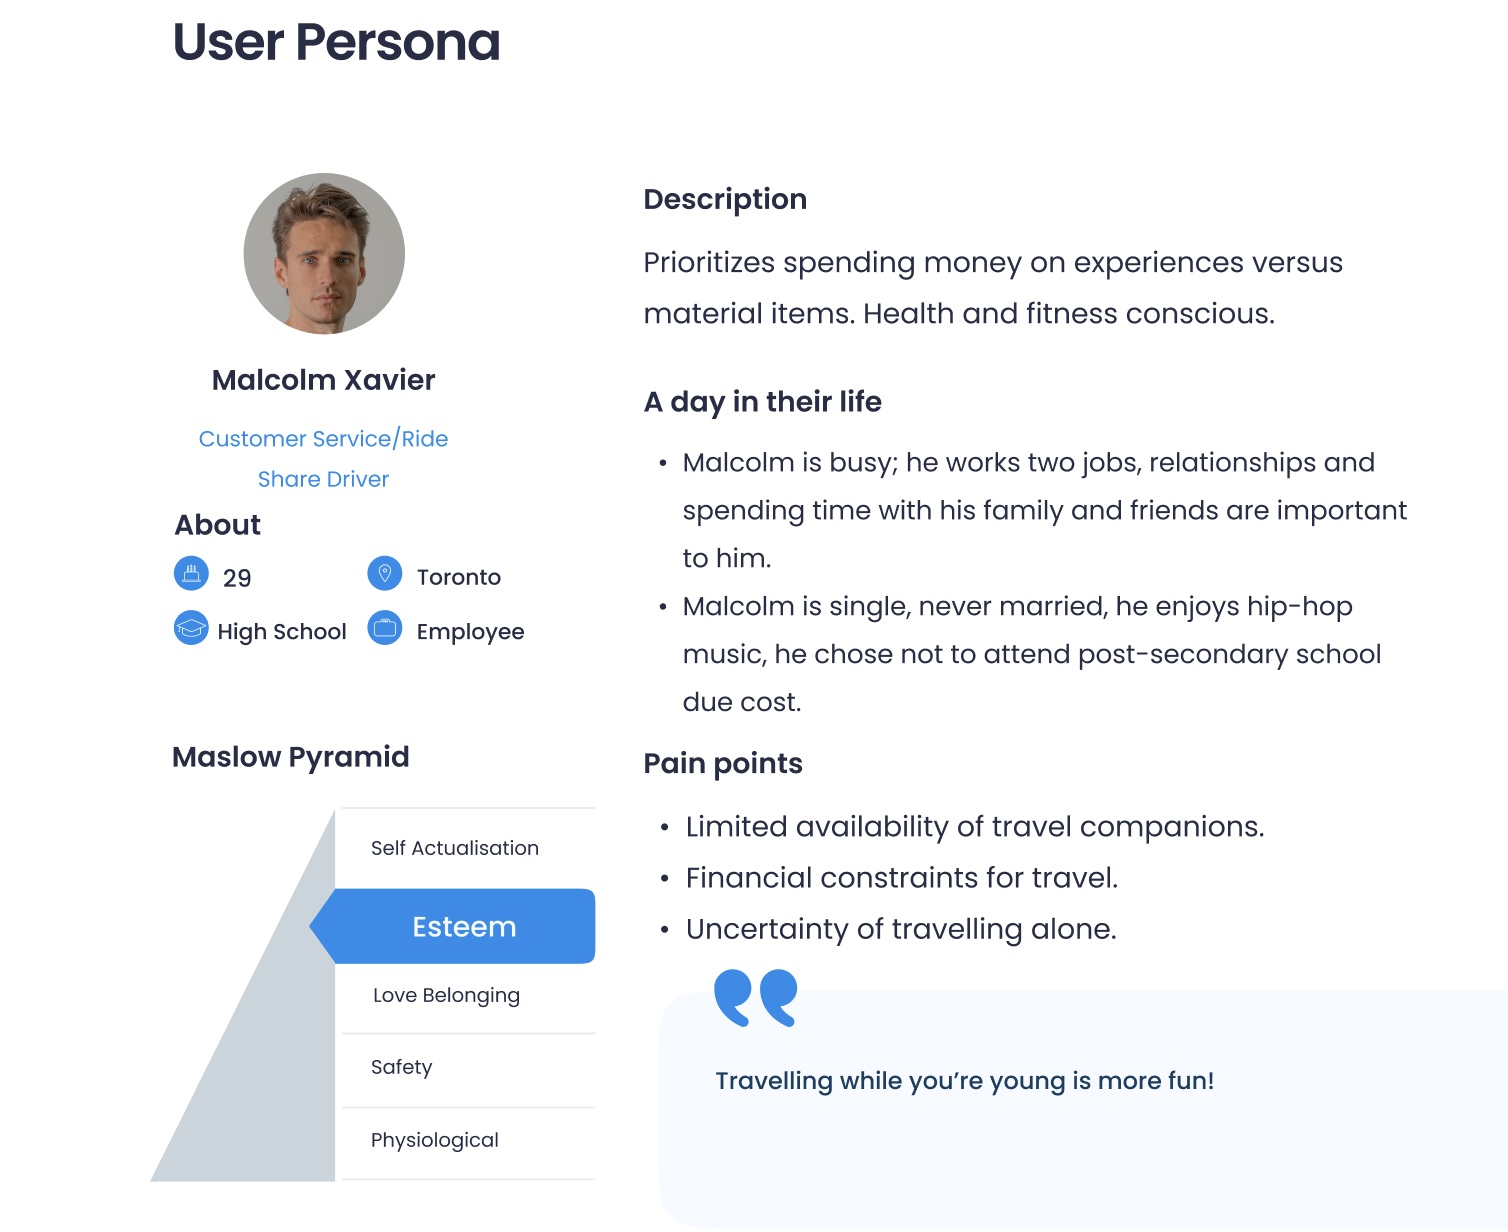 User Persona
Malcolm Xavier
Customer Service/Ride
Share Driver
About
29
Toronto
High School
Employee
Maslow Pyramid
Self Actualisation
Esteem
Love Belonging
Safety
Physiological
Description
Prioritizes spending money on experiences versus
material items. Health and fitness conscious.
A day in their life
• Malcolm is busy; he works two jobs, relationships and
spending time with his family and friends are important
to him.
• Malcolm is single, never married, he enjoys hip-hop
music, he chose not to attend post-secondary school
due cost.
Pain points
• Limited availability of travel companions.
• Financial constraints for travel.
• Uncertainty of travelling alone.
Travelling while you’re young is more fun!